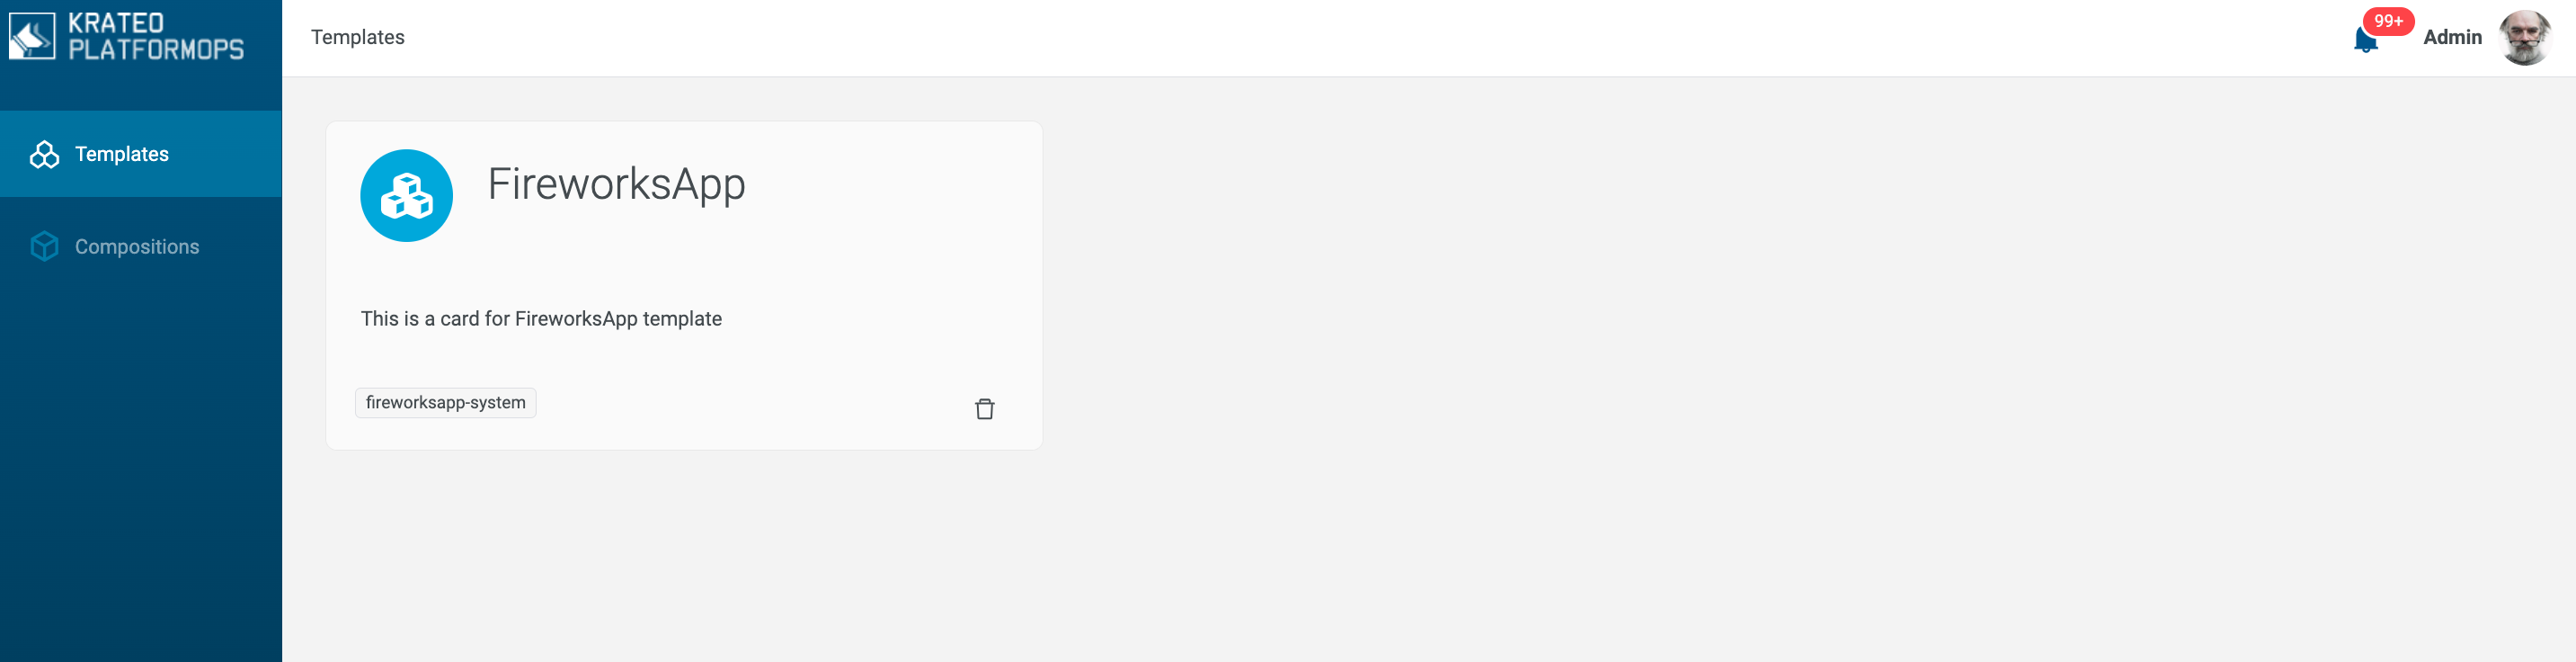 KRATEO
PLATFORMOPS
Templates
99+
Admin
Templates
Compositions
FireworksApp
This is a card for FireworksApp template
fireworksapp-system